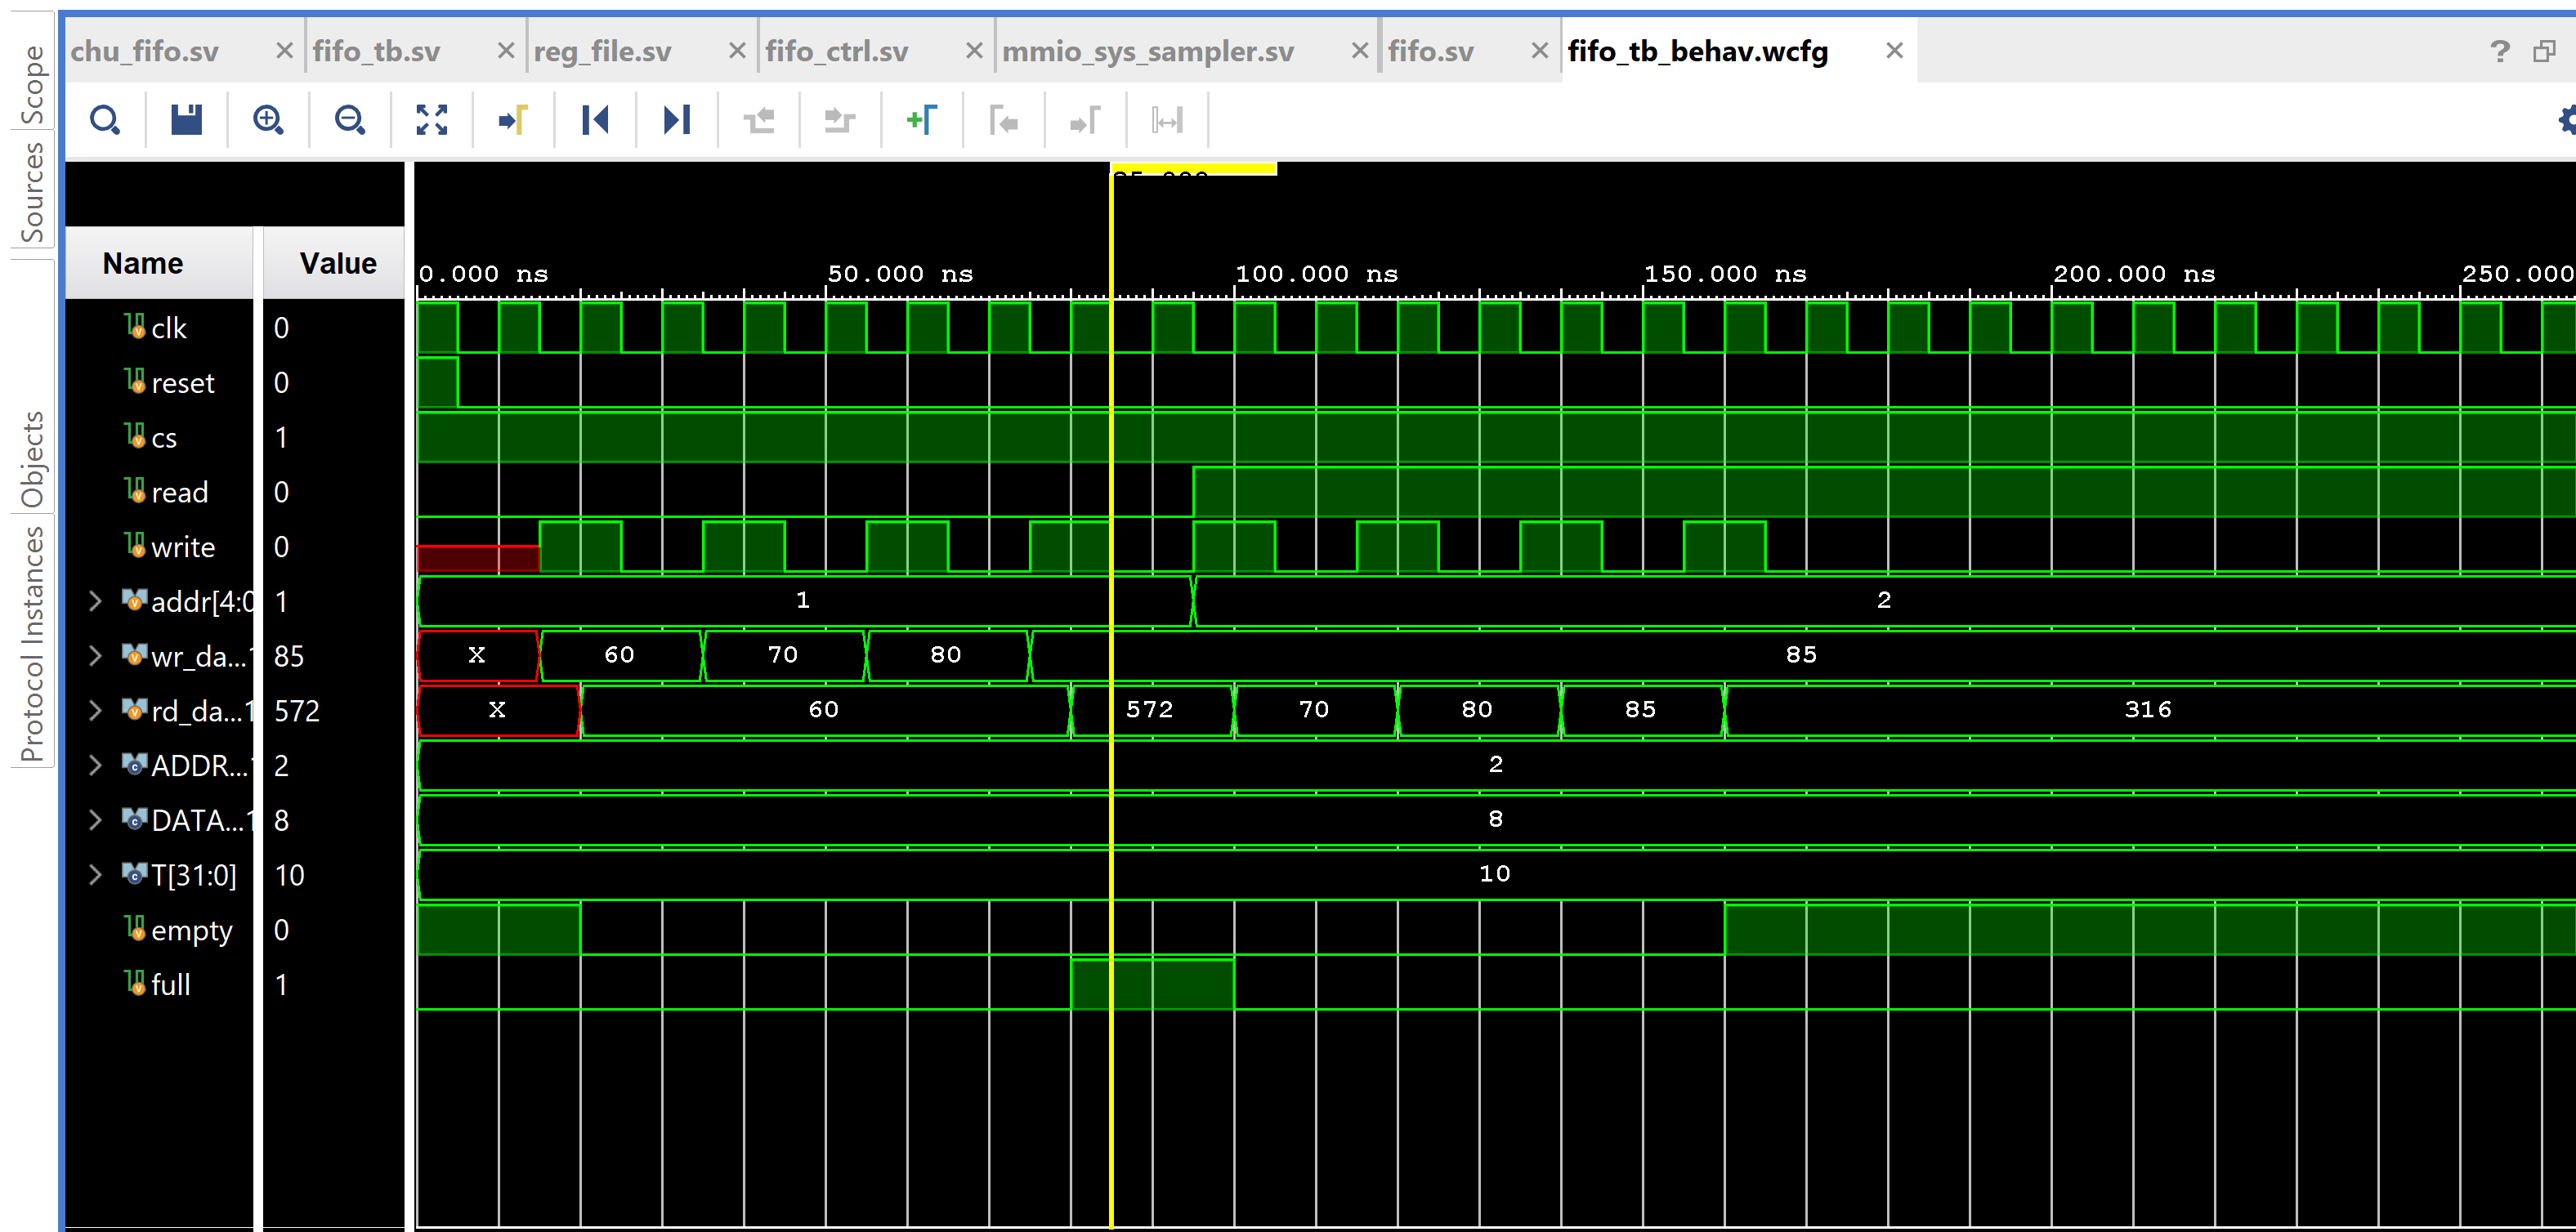 chu_fifo.sv fifo_tb.sv reg_file.sv fifo_ctrl.sv mmio_sys_sampler.sv fifo.sv fifo_tb_behav.wcfg
Scope
Sources
Objects
Protocol Instances
Name Value
0.000 ns 50.000 ns 100.000 ns 150.000 ns 200.000 ns 250.000
clk 0
reset 0
cs 1
read 0
write 0
addr[4:0 1 1 2
wr_da... 85 X 60 70 80 85
rd_da...1 572 X 60 572 70 80 85 316
ADDR... 2 2
DATA...1 8 8
T[31:0] 10 10
empty 0
full 1